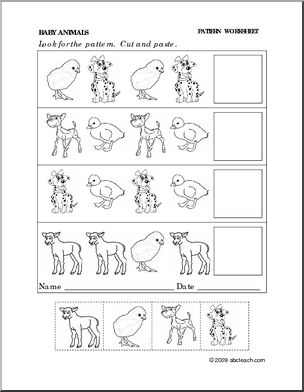 BABY ANIMALS PATTERN WORKSHEET
Look for the pattern. Cut and paste.
Name Date
© 2009 abcteach.com